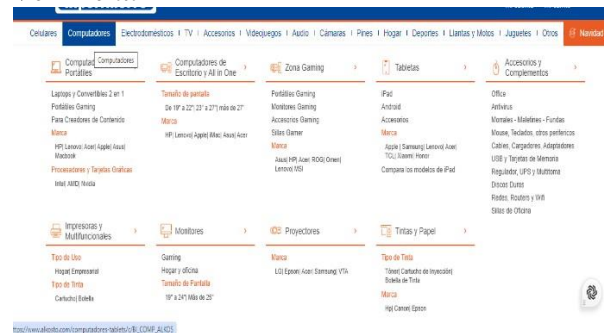 Celulares Computadores Electrodomésticos | TV | Accesorios | Videojuegos | Audio | Cámaras | Pines | Hogar | Deportes | Llantas y Motos | Juguetes | Otros Navidad
Computadores
Portátiles
Computadores
Laptops y Convertibles 2 en 1
Portátiles Gaming
Para Creadores de Contenido
Marca
HP| Lenovo| Acer| Apple| Asus|
Macbook
Procesadores y Tarjetas Gráficas
Intel| AMD| Nvidia
Computadores de
Escritorio y All in One
Tamaño de pantalla
De 19" a 22"| 23" a 27"| más de 27"
Marca
HP| Lenovo| Apple| iMac| Asus| Acer
Zona Gaming
Portátiles Gaming
Monitores Gaming
Accesorios Gaming
Sillas Gamer
Marca
Asus| HP| Acer| ROG| Omen|
Lenovo| MSI
Tabletas
iPad
Android
Accesorios
Marca
Apple | Samsung| Lenovo| Acer|
TCL| Xiaomi| Honor
Compara los modelos de iPad
Accesorios y
Complementos
Office
Antivirus
Morrales - Maletines - Fundas
Mouse, Teclados, otros perifericos
Cables, Cargadores, Adaptadores
USB y Tarjetas de Memoria
Regulador, UPS y Multitoma
Discos Duros
Redes, Routers y Wifi
Sillas de Oficina
Impresoras y
Multifuncionales
Tipo de Uso
Hogar| Empresarial
Tipo de Tinta
Cartucho| Botella
Monitores
Gaming
Hogar y oficina
Tamaño de Pantalla
19" a 24"| Más de 25"
Proyectores
Marca
LG| Epson| Acer| Samsung| VTA
Tintas y Papel
Tipo de Tinta
Tóner| Cartucho de Inyección|
Botella de Tinta
Marca
Hp| Canon| Epson
https://www.alkosto.com/computadores-tablets/c/BI_COMP_ALKOS